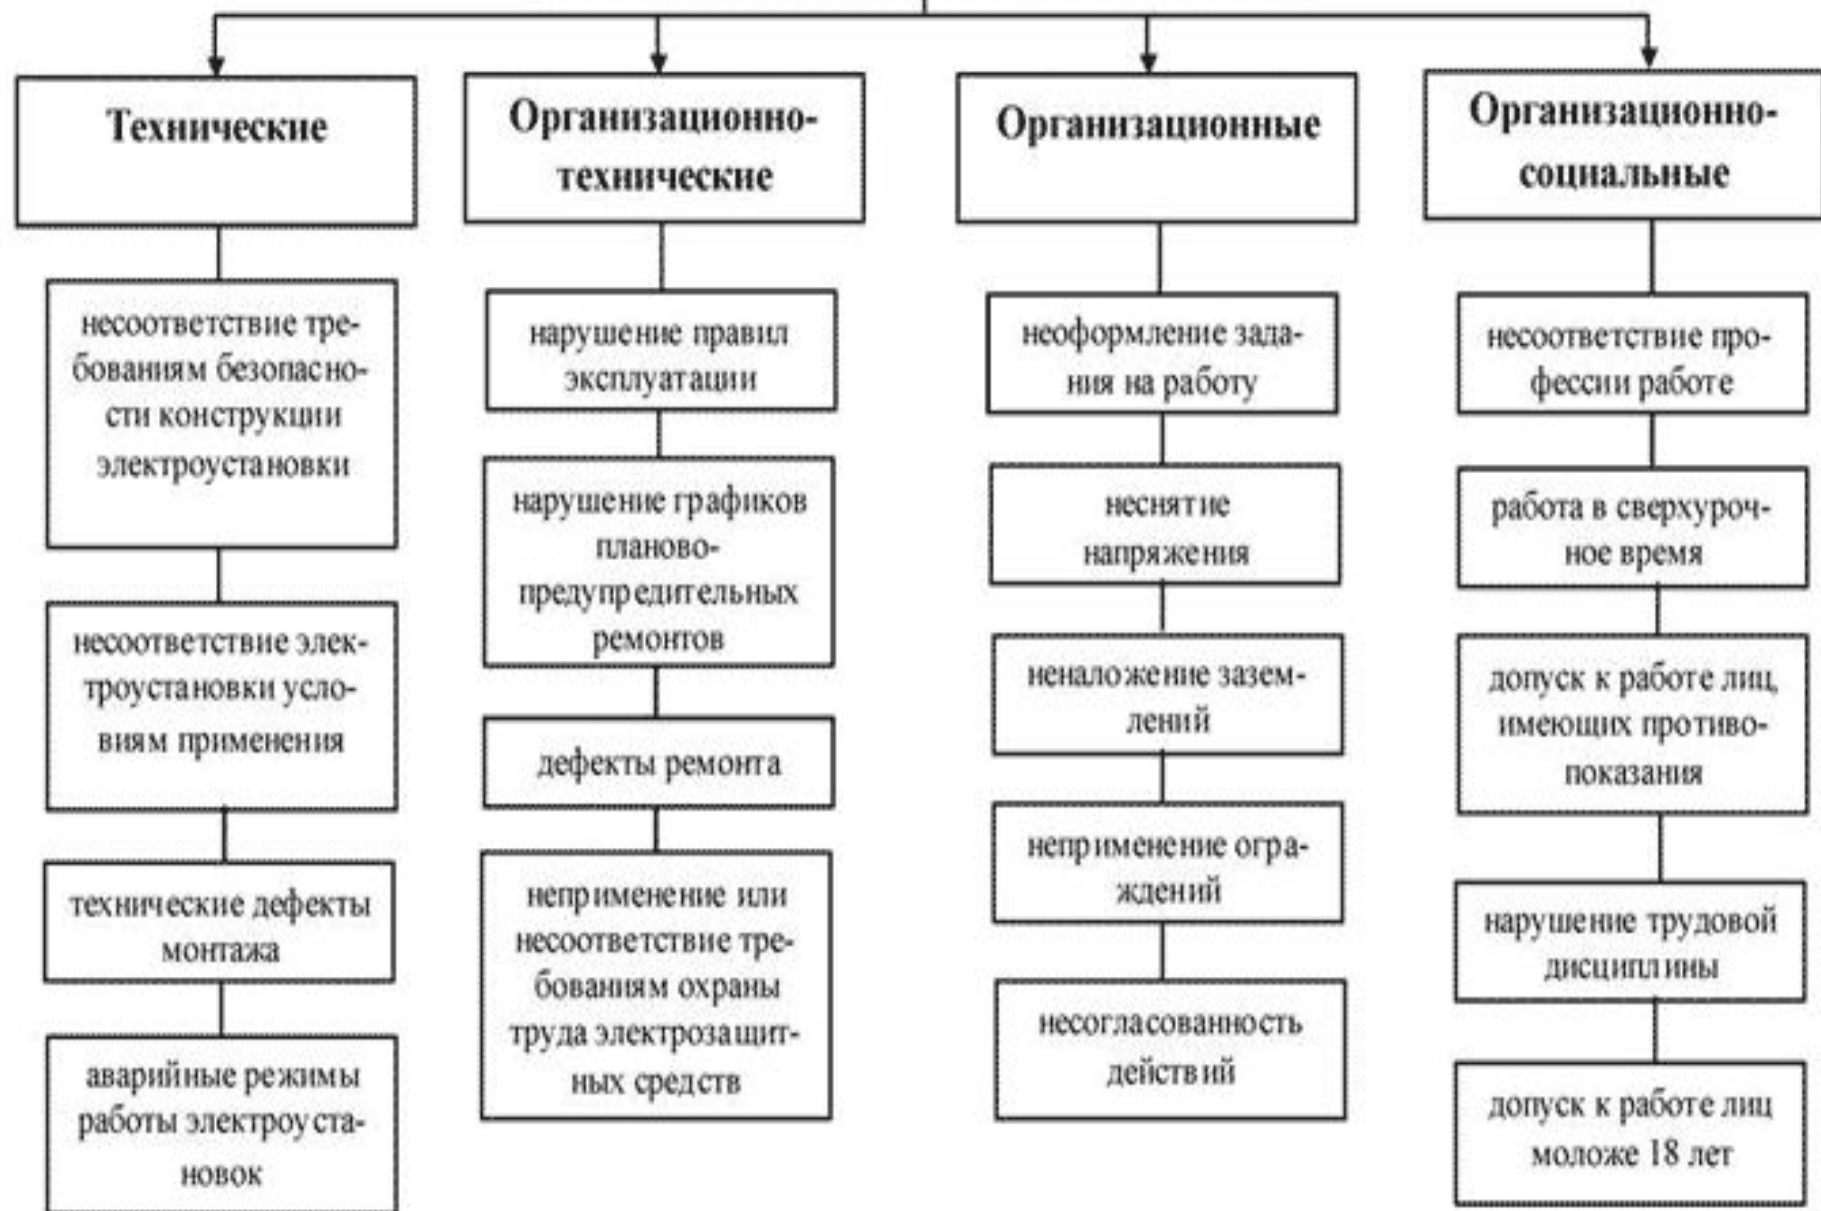 Технические
несоответствие тре-
бованиям безопасно-
сти конструкции
электроустановки
несоответствие элек-
троустановки усло-
виям применения
технические дефекты
монтажа
аварийные режимы
работы электроуста-
новок
Организационно-
технические
нарушение правил
эксплуатации
нарушение графиков
планово-
предупредительных
ремонтов
дефекты ремонта
неприменение или
несоответствие тре-
бованиям охраны
труда электрозащит-
ных средств
Организационные
неоформление зада-
ния на работу
неснятие
напряжения
неналожение зазем-
лений
неприменение огра-
ждений
несогласованность
действий
Организационно-
социальные
несоответствие про-
фессии работе
работа в сверхуроч-
ное время
допуск к работе лиц,
имеющих противо-
показания
нарушение трудовой
дисциплины
допуск к работе лиц
моложе 18 лет